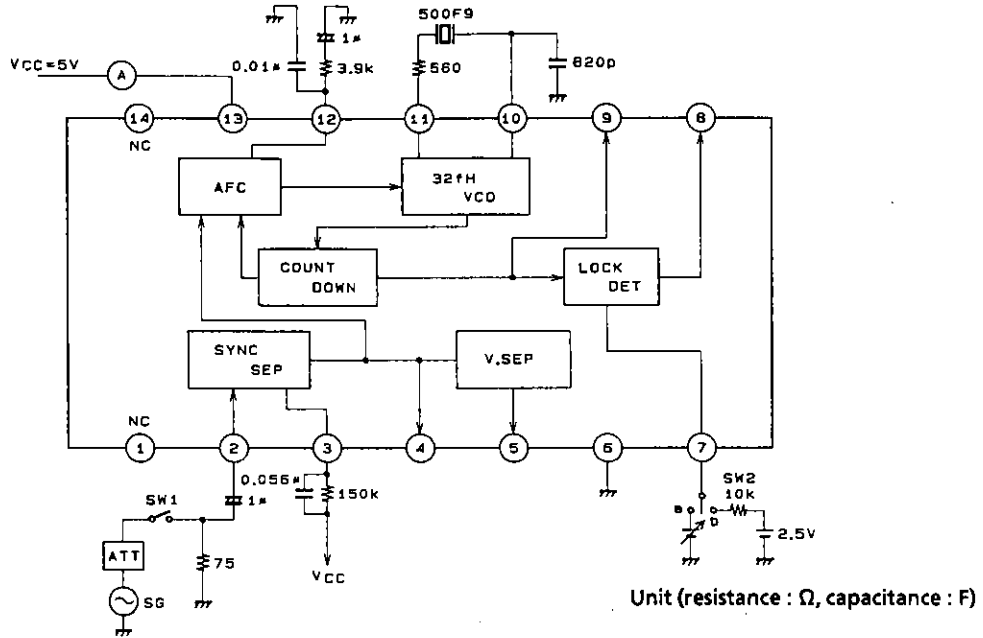 500F9
1μ
VCC=5V
A
0.01μ
3.9k
560
820p
14
13
12
11
10
9
8
NC
AFC
32fH
VCO
COUNT
DOWN
LOCK
DET
SYNC
SEP
V.SEP
NC
1
2
3
4
5
6
7
0.056μ
150k
SW1
1μ
SW2
10k
a
b
2.5V
ATT
75
VCC
SG
Unit (resistance : Ω, capacitance : F)